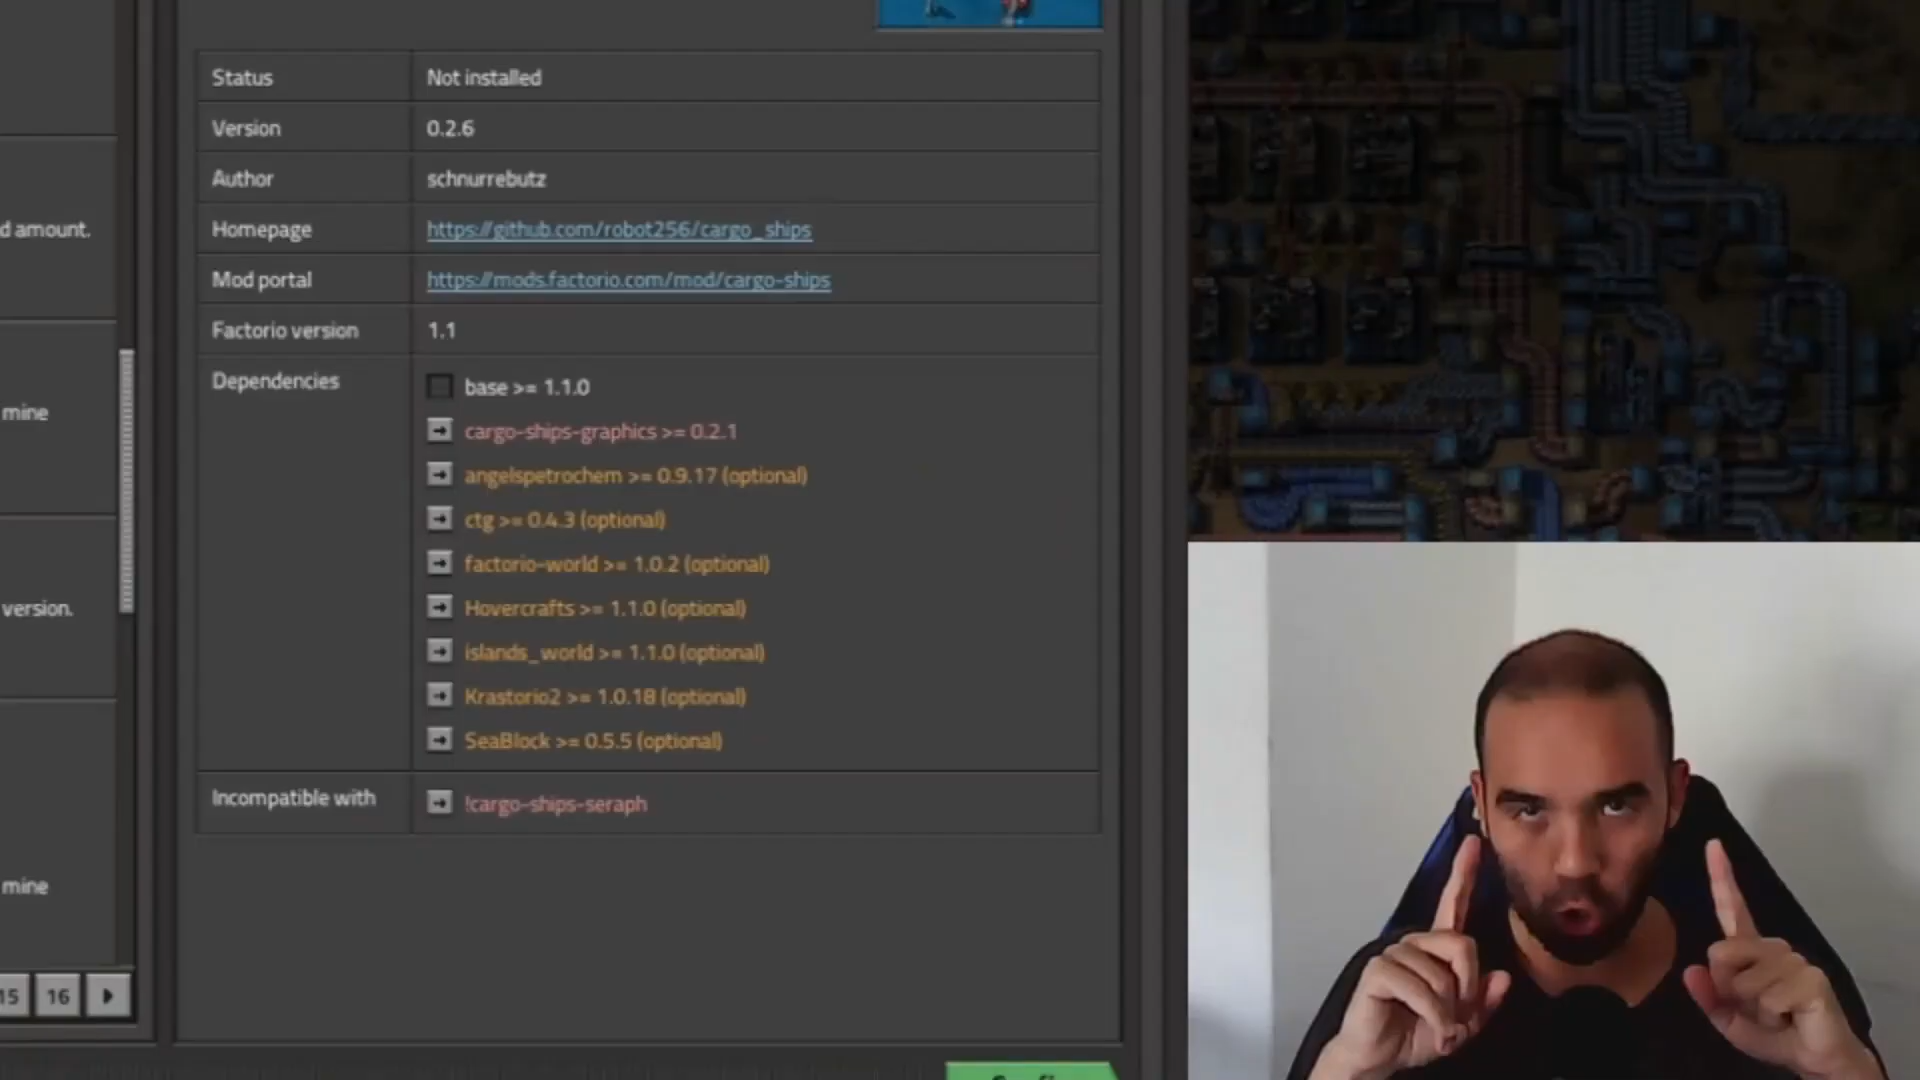 Status Not installed
Version 0.2.6
Author schnurrebutz
d amount.
Homepage https://github.com/robot256/cargo_ships
Mod portal https://mods.factorio.com/mod/cargo-ships
Factorio version 1.1
Dependencies base >= 1.1.0
mine
cargo-ships-graphics >= 0.2.1
angelspetrochem >= 0.9.17 (optional)
ctg >= 0.4.3 (optional)
factorio-world >= 1.0.2 (optional)
version.
Hovercrafts >= 1.1.0 (optional)
islands_world >= 1.1.0 (optional)
Krastorio2 >= 1.0.18 (optional)
SeaBlock >= 0.5.5 (optional)
Incompatible with !cargo-ships-seraph
mine
15 16